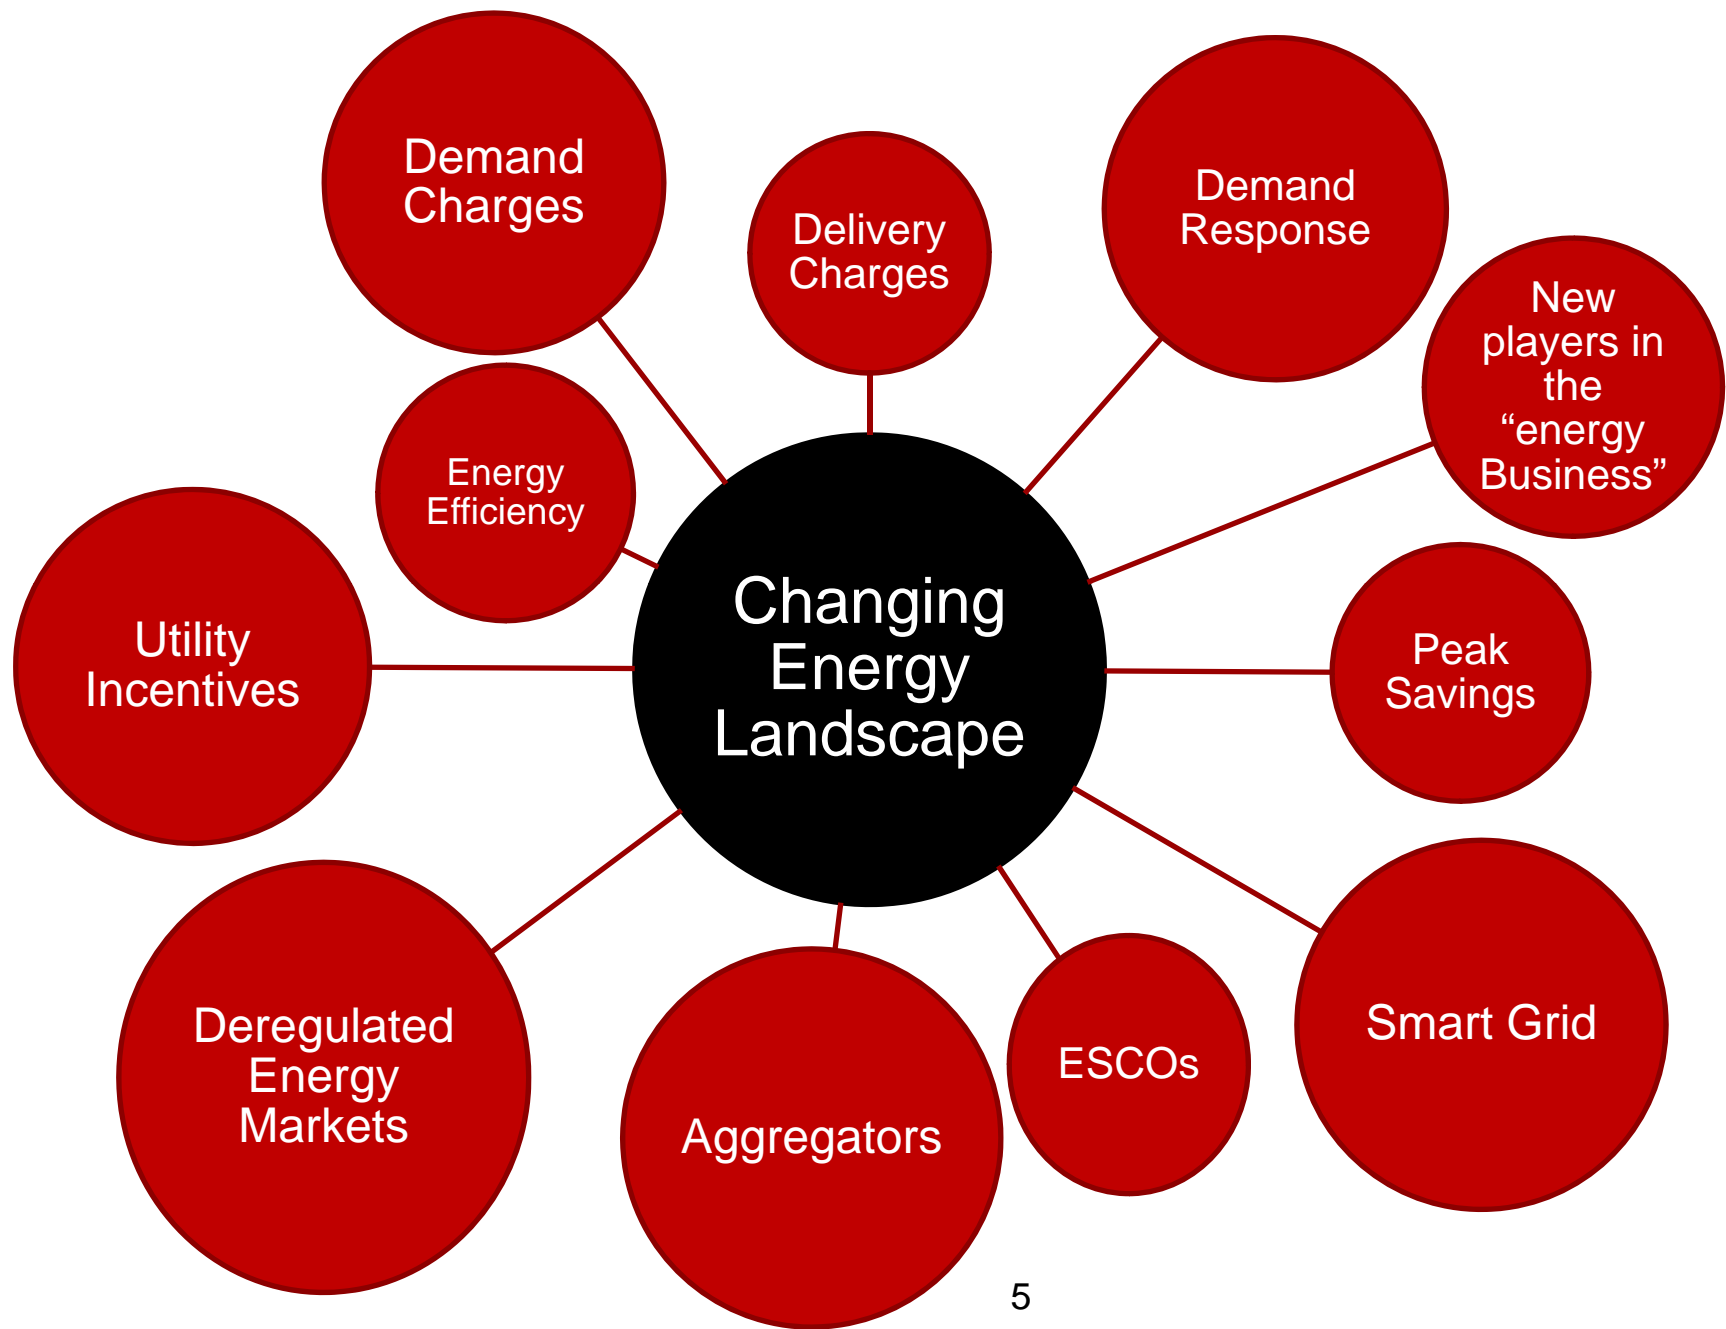 Demand
Charges
Delivery
Charges
Demand
Response
New
players in
the
“energy
Business”
Energy
Efficiency
Changing
Energy
Landscape
Utility
Incentives
Peak
Savings
Deregulated
Energy
Markets
Aggregators
ESCOs
Smart Grid
5